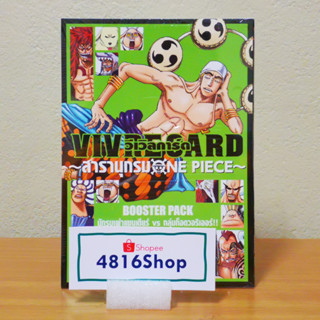 วีเวิลการ์ด
VIVRE CARD
~สารานุกรม ONE PIECE~
BOOSTER PACK
Shopee
4816Shop